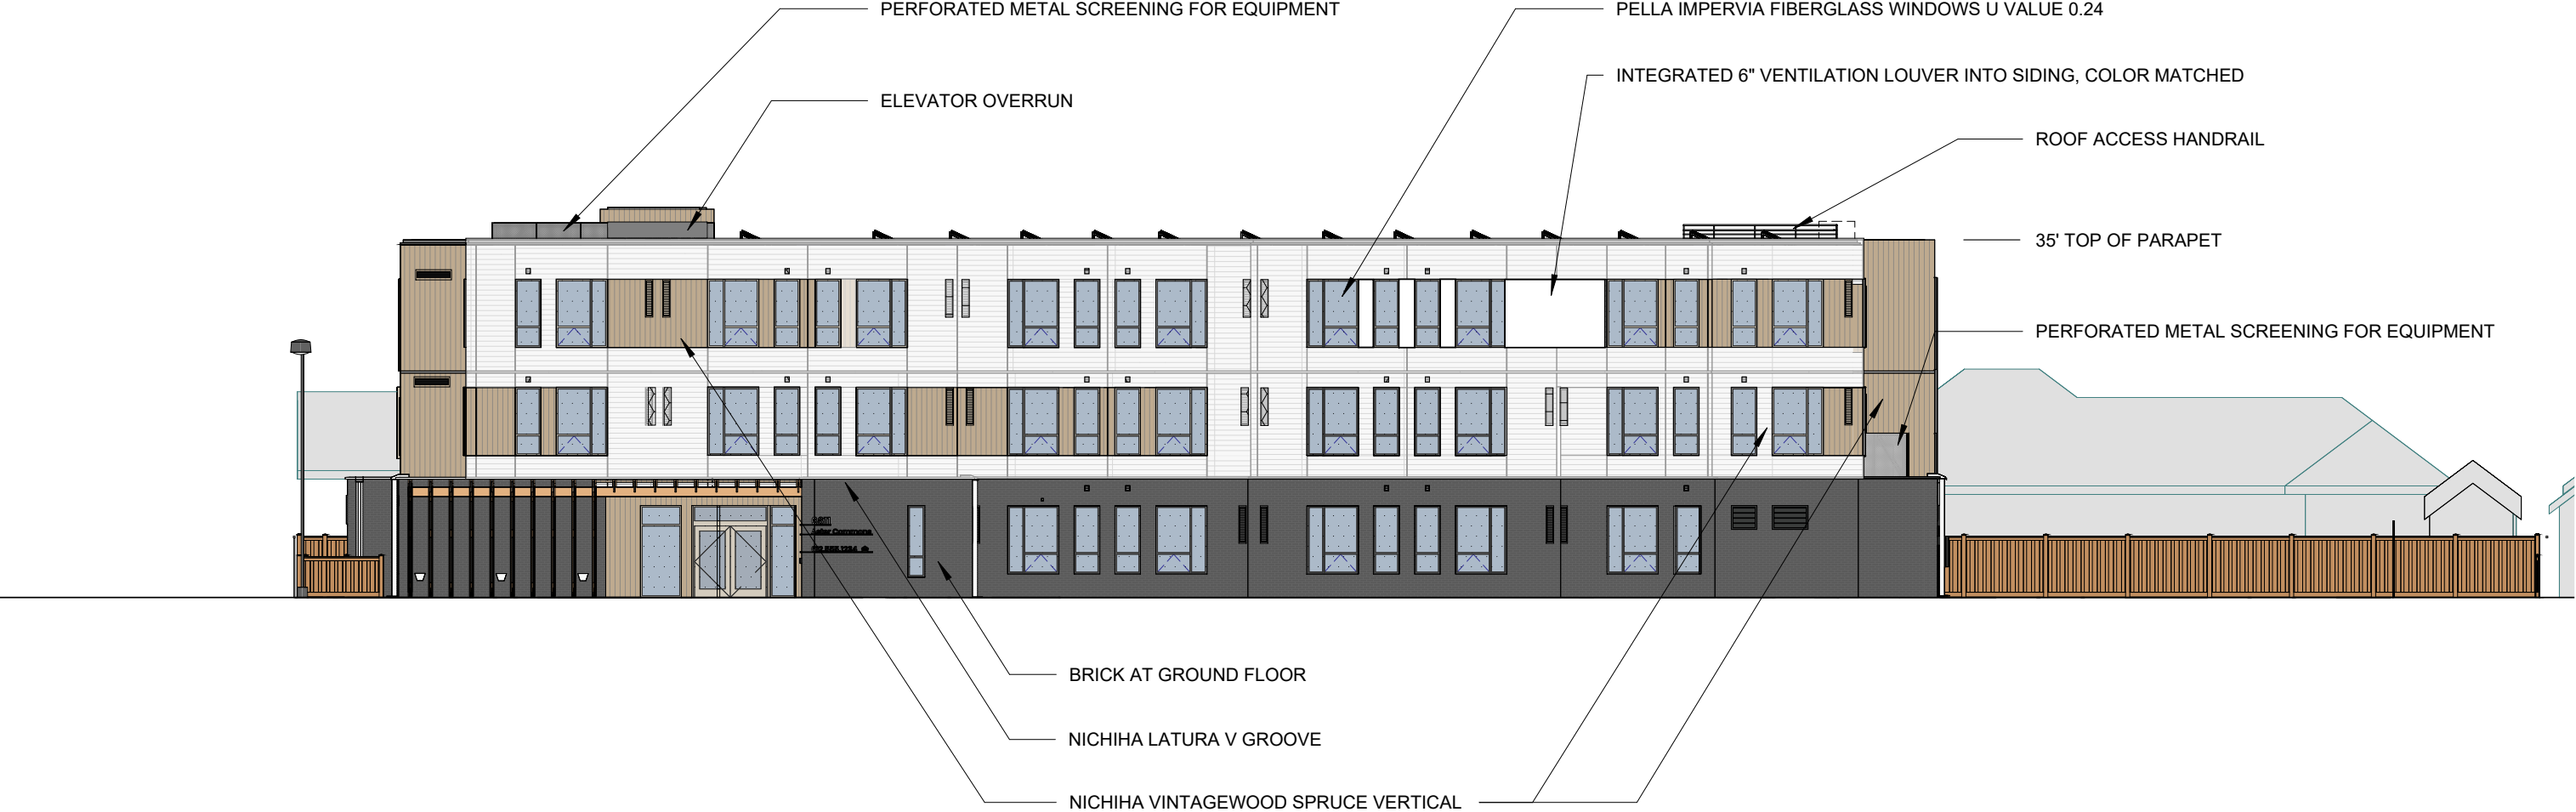 PERFORATED METAL SCREENING FOR EQUIPMENT
PELLA IMPERVIA FIBERGLASS WINDOWS U VALUE 0.24
INTEGRATED 6" VENTILATION LOUVER INTO SIDING, COLOR MATCHED
ELEVATOR OVERRUN
ROOF ACCESS HANDRAIL
35' TOP OF PARAPET
PERFORATED METAL SCREENING FOR EQUIPMENT
Commons
BRICK AT GROUND FLOOR
NICHIHA LATURA V GROOVE
NICHIHA VINTAGEWOOD SPRUCE VERTICAL